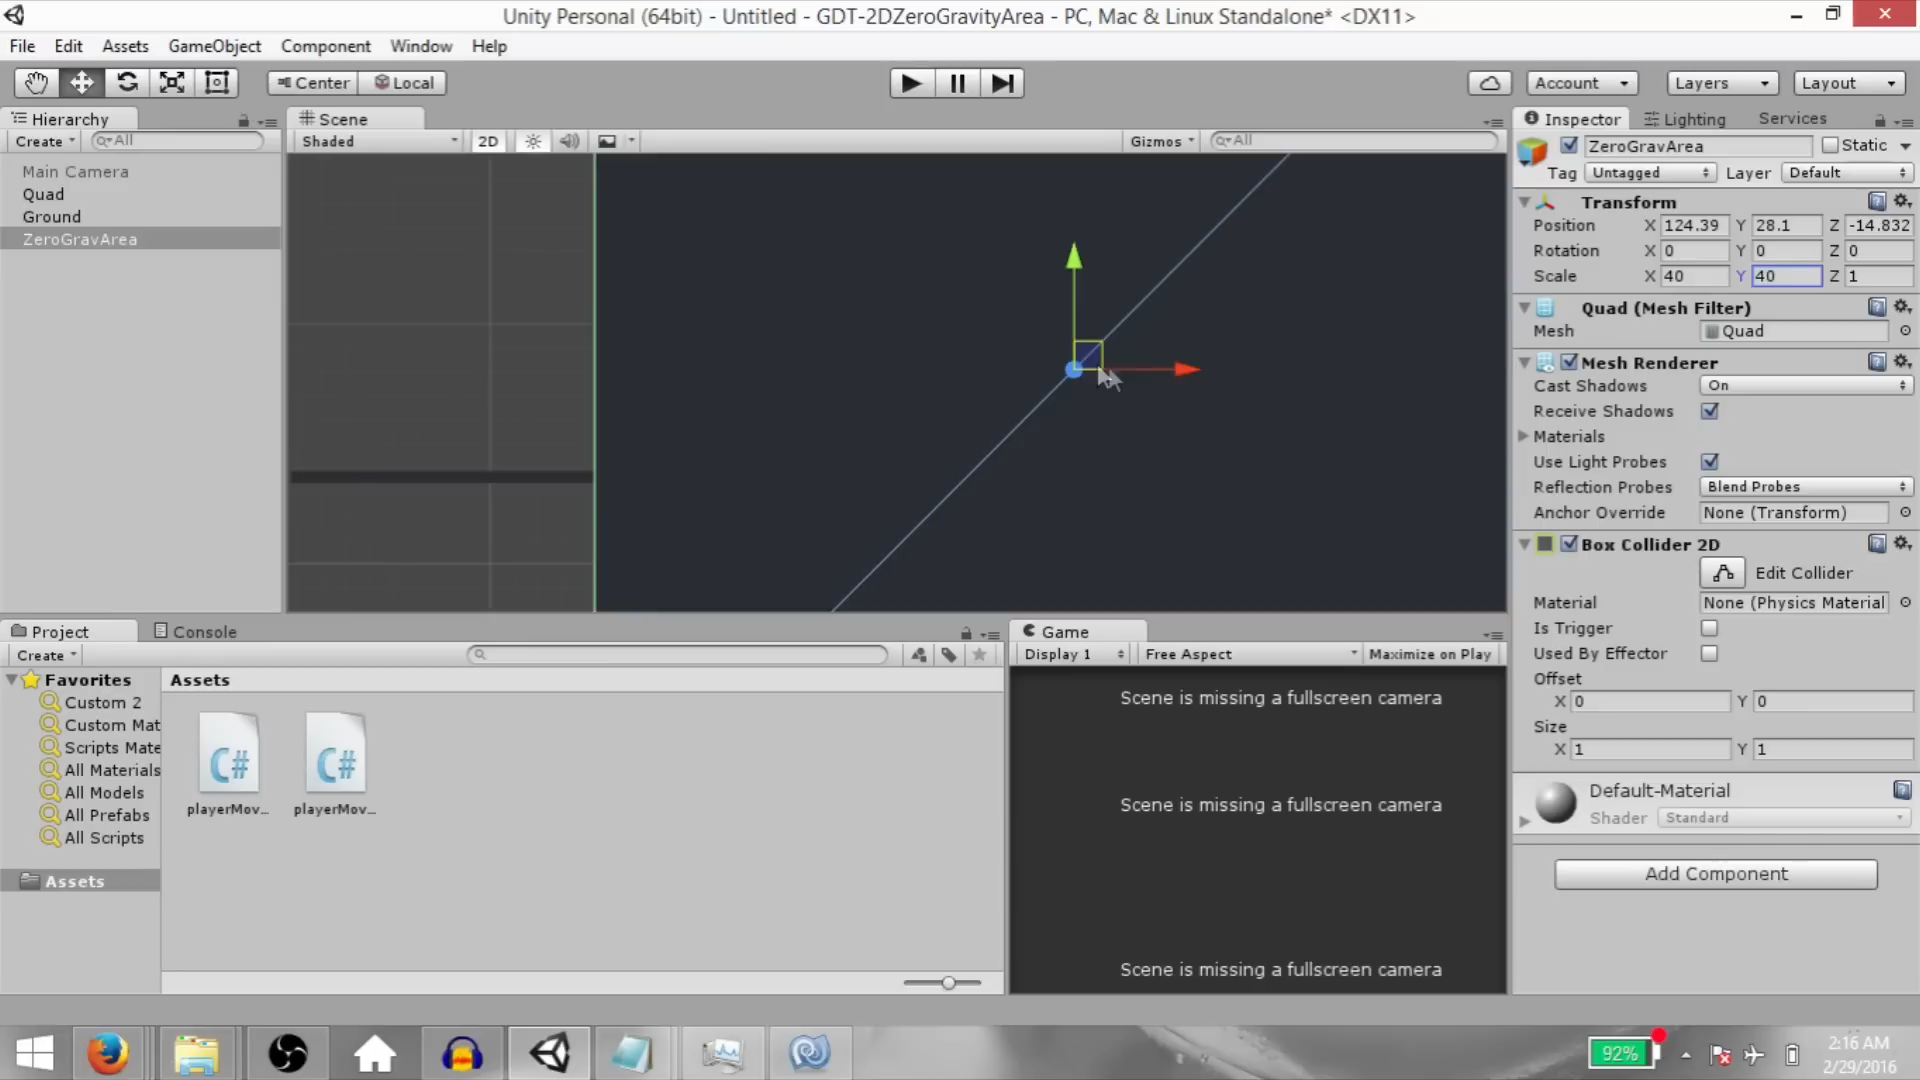 Unity Personal (64bit) - Untitled - GDT-2DZeroGravityArea - PC, Mac & Linux Standalone* <DX11>
File Edit Assets GameObject Component Window Help
Center Local Account Layers Layout
Hierarchy
Create All
Main Camera
Quad
Ground
ZeroGravArea
Scene
Shaded 2D Gizmos All
Inspector Lighting Services
ZeroGravArea Static
Tag Untagged Layer Default
Transform
Position X 124.39 Y 28.1 Z -14.832
Rotation X 0 Y 0 Z 0
Scale X 40 Y 40 Z 1
Quad (Mesh Filter)
Mesh Quad
Mesh Renderer
Cast Shadows On
Receive Shadows
Materials
Use Light Probes
Reflection Probes Blend Probes
Anchor Override None (Transform)
Box Collider 2D
Edit Collider
Material None (Physics Material
Is Trigger
Used By Effector
Offset
X 0 Y 0
Size
X 1 Y 1
Default-Material
Shader Standard
Add Component
Project Console
Create
Favorites
Custom 2
Custom Mat
Scripts Mate
All Materials
All Models
All Prefabs
All Scripts
Assets
Assets
C# C#
playerMov... playerMov...
Game
Display 1 Free Aspect Maximize on Play
Scene is missing a fullscreen camera
Scene is missing a fullscreen camera
Scene is missing a fullscreen camera
92%
2:16 AM
2/29/2016